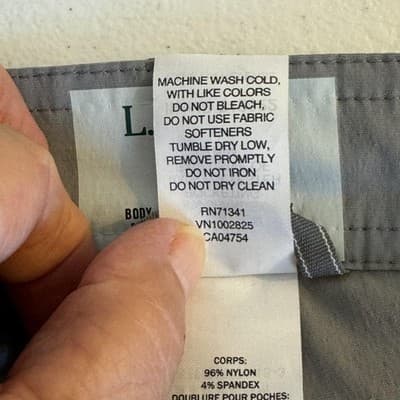 MACHINE WASH COLD,
WITH LIKE COLORS
DO NOT BLEACH,
DO NOT USE FABRIC
SOFTENERS
TUMBLE DRY LOW,
REMOVE PROMPTLY
DO NOT IRON
DO NOT DRY CLEAN
RN71341
VN1002825
CA04754
L.
BODY
CORPS:
96% NYLON
4% SPANDEX
DOUBLURE POUR POCHES: